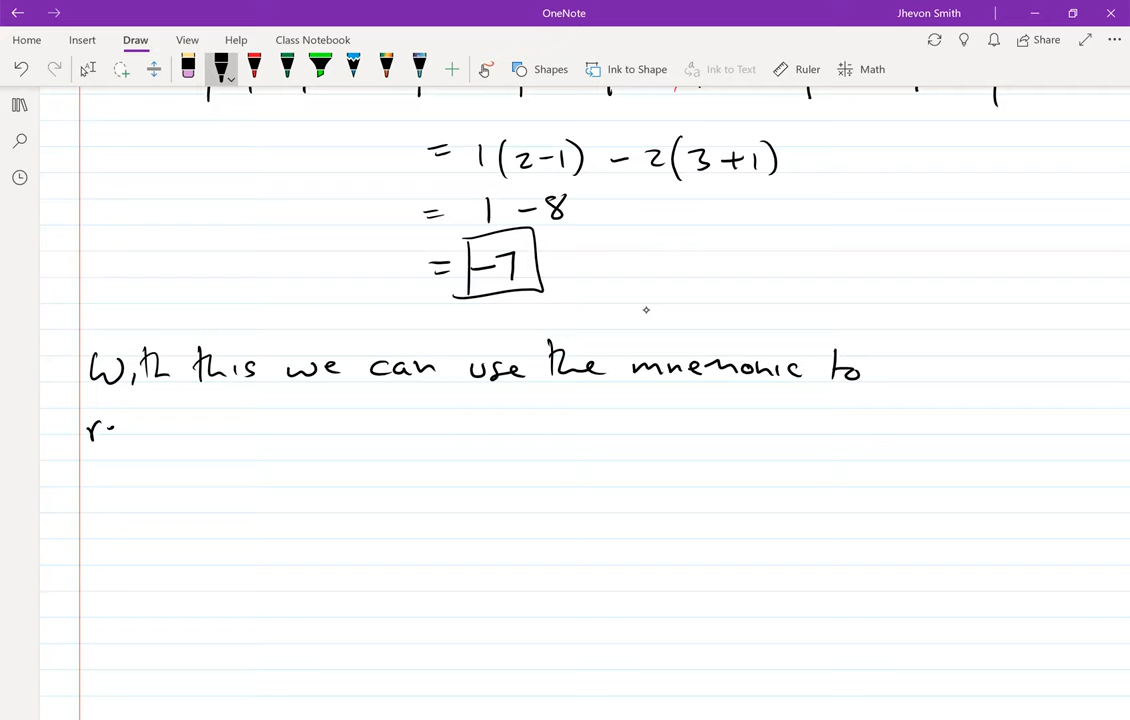 OneNote
Jhevon Smith
Home Insert Draw View Help Class Notebook
Share
Shapes Ink to Shape Ink to Text Ruler Math
= 1(2-1) - 2(3+1)
= 1 - 8
= -7
With this we can use the mnemonic to